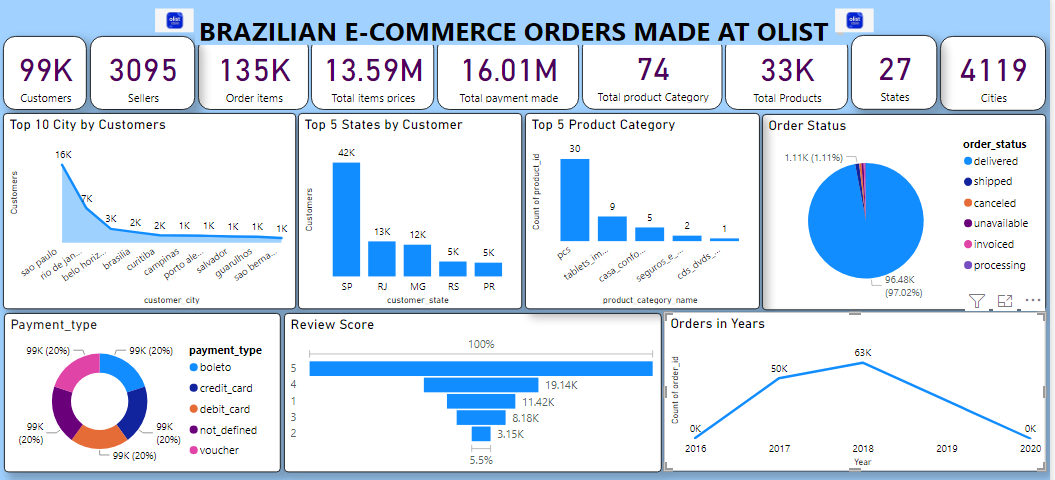 olist
BRAZILIAN E-COMMERCE ORDERS MADE AT OLIST
olist
99K
Customers
3095
Sellers
135K
Order items
13.59M
Total items prices
16.01M
Total payment made
74
Total product Category
33K
Total Products
27
States
4119
Cities
Top 10 City by Customers
Customers
16K
7K
3K
2K
2K
1K
1K
1K
1K
1K
sao paulo
rio de jan...
belo horiz...
brasilia
curitiba
campinas
porto ale...
salvador
guarulhos
sao berna...
customer_city
Top 5 States by Customer
Customers
42K
13K
12K
5K
5K
SP
RJ
MG
RS
PR
customer_state
Top 5 Product Category
Count of product_id
30
9
5
2
1
pcs
tablets_im...
casa_confo...
seguros_e_...
cds_dvds_...
product_category_name
Order Status
1.11K (1.11%)
96.48K
(97.02%)
order_status
delivered
shipped
canceled
unavailable
invoiced
processing
Payment_type
99K (20%)
99K (20%)
99K
(20%)
99K
(20%)
99K (20%)
payment_type
boleto
credit_card
debit_card
not_defined
voucher
Review Score
100%
5
4
19.14K
1
11.42K
3
8.18K
2
3.15K
5.5%
Orders in Years
Count of order_id
0K
50K
63K
0K
2016
2017
2018
2019
2020
Year